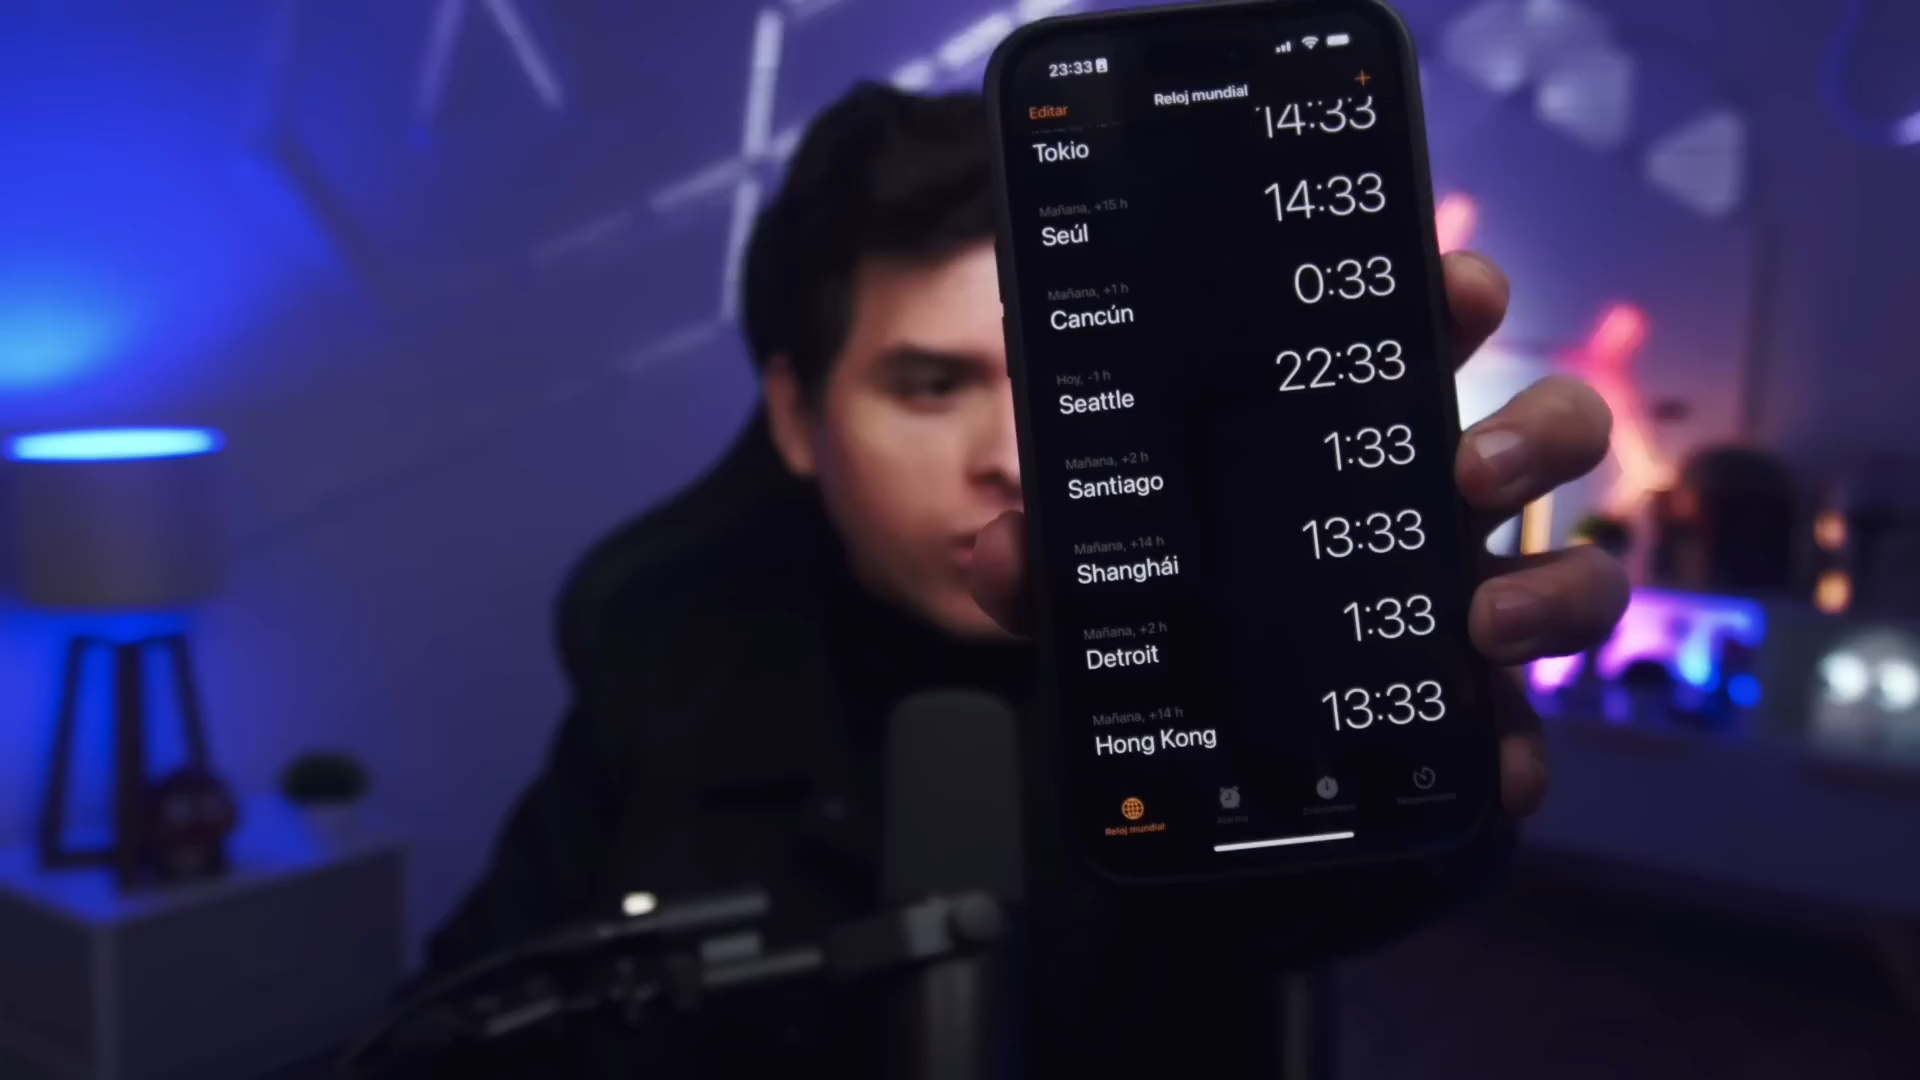 23:33
Editar
Reloj mundial
+
Tokio
14:33
Mañana, +15 h
Seúl
14:33
Mañana, +1 h
Cancún
0:33
Hoy, -1 h
Seattle
22:33
Mañana, +2 h
Santiago
1:33
Mañana, +14 h
Shanghái
13:33
Mañana, +2 h
Detroit
1:33
Mañana, +14 h
Hong Kong
13:33
Reloj mundial